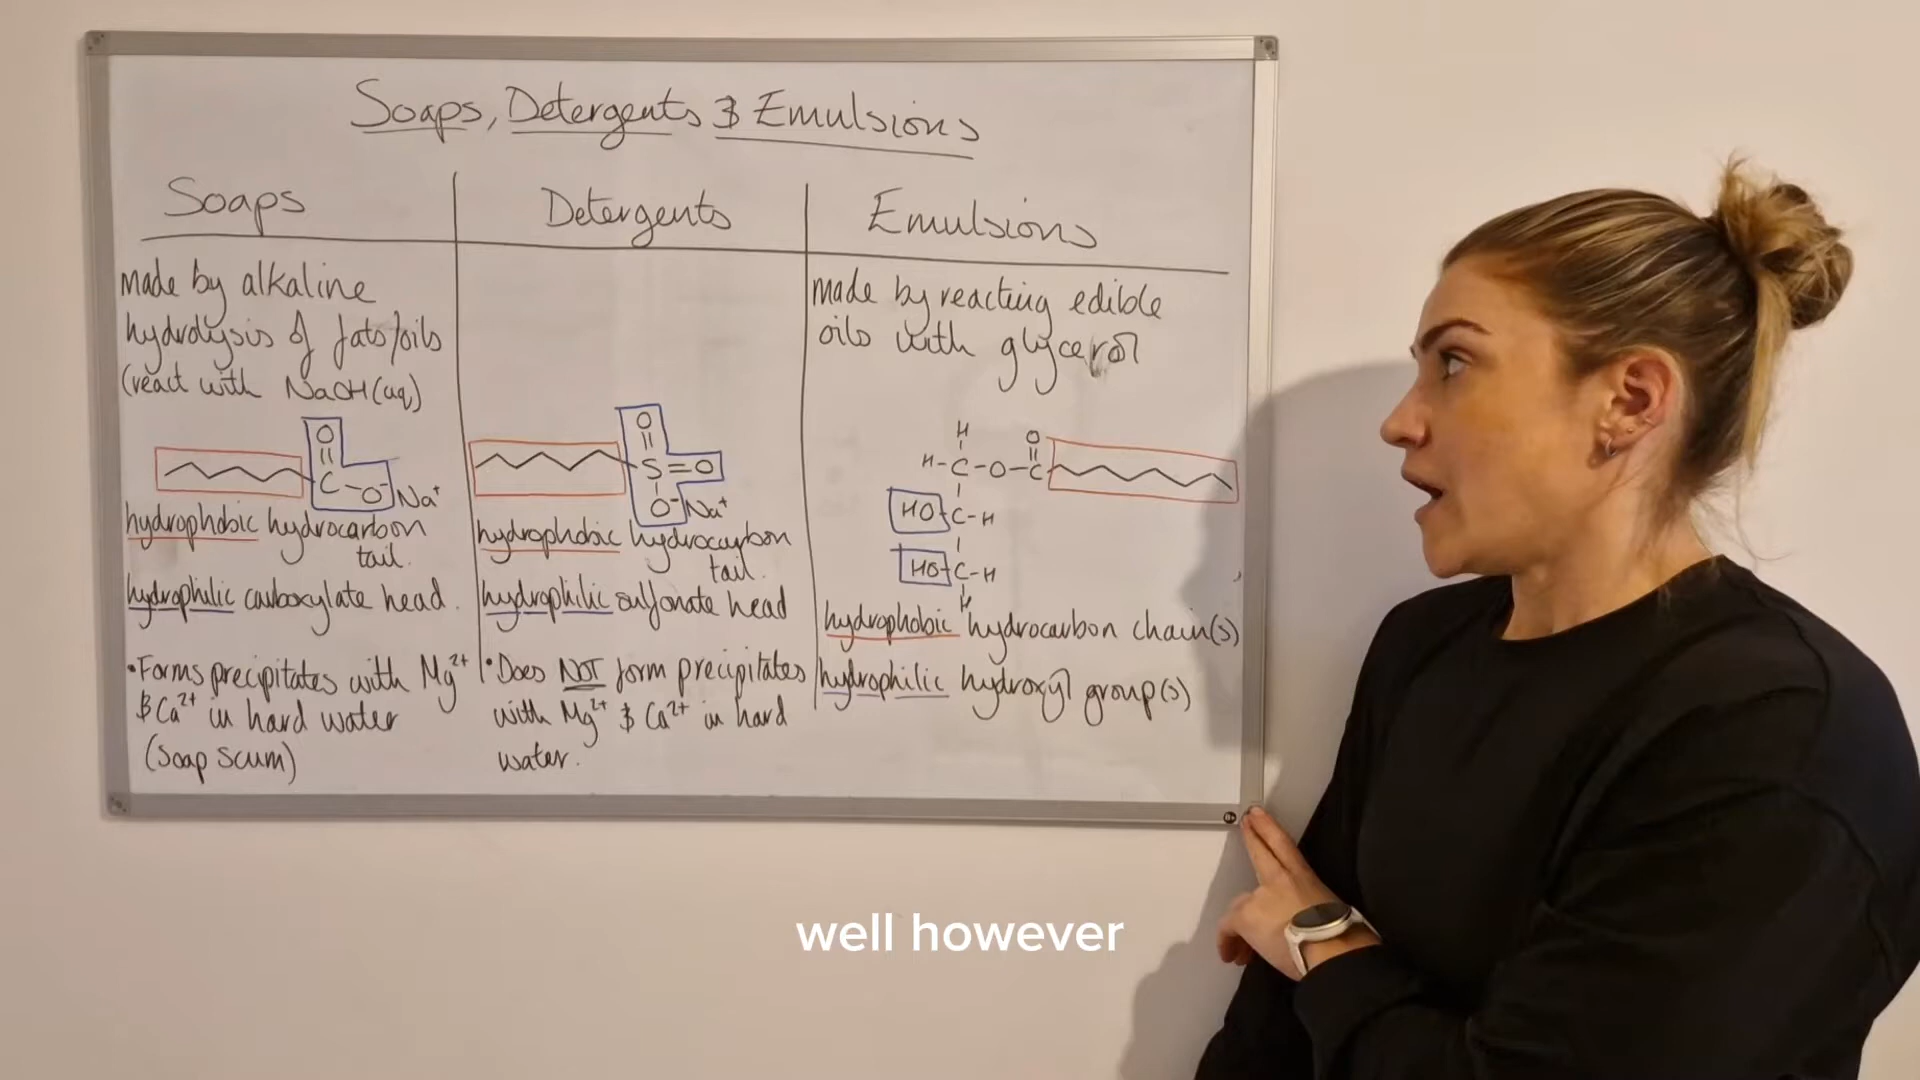 Soaps, Detergents & Emulsions
Soaps
made by alkaline
hydrolysis of fats/oils
(react with NaOH(aq)
O
C-O⁻ Na⁺
hydrophobic hydrocarbon
tail.
hydrophilic carboxylate head.
• Forms precipitates with Mg²⁺
& Ca²⁺ in hard water
(soap scum)
Detergents
O
S=O
O⁻ Na⁺
hydrophobic hydrocarbon
tail.
hydrophilic sulfonate head
• Does NOT form precipitates
with Mg²⁺ & Ca²⁺ in hard
water.
Emulsions
made by reacting edible
oils with glycerol
H O
H-C-O-C
HO-C-H
HO-C-H
H
hydrophobic hydrocarbon chain(s)
hydrophilic hydroxyl group(s)
well however